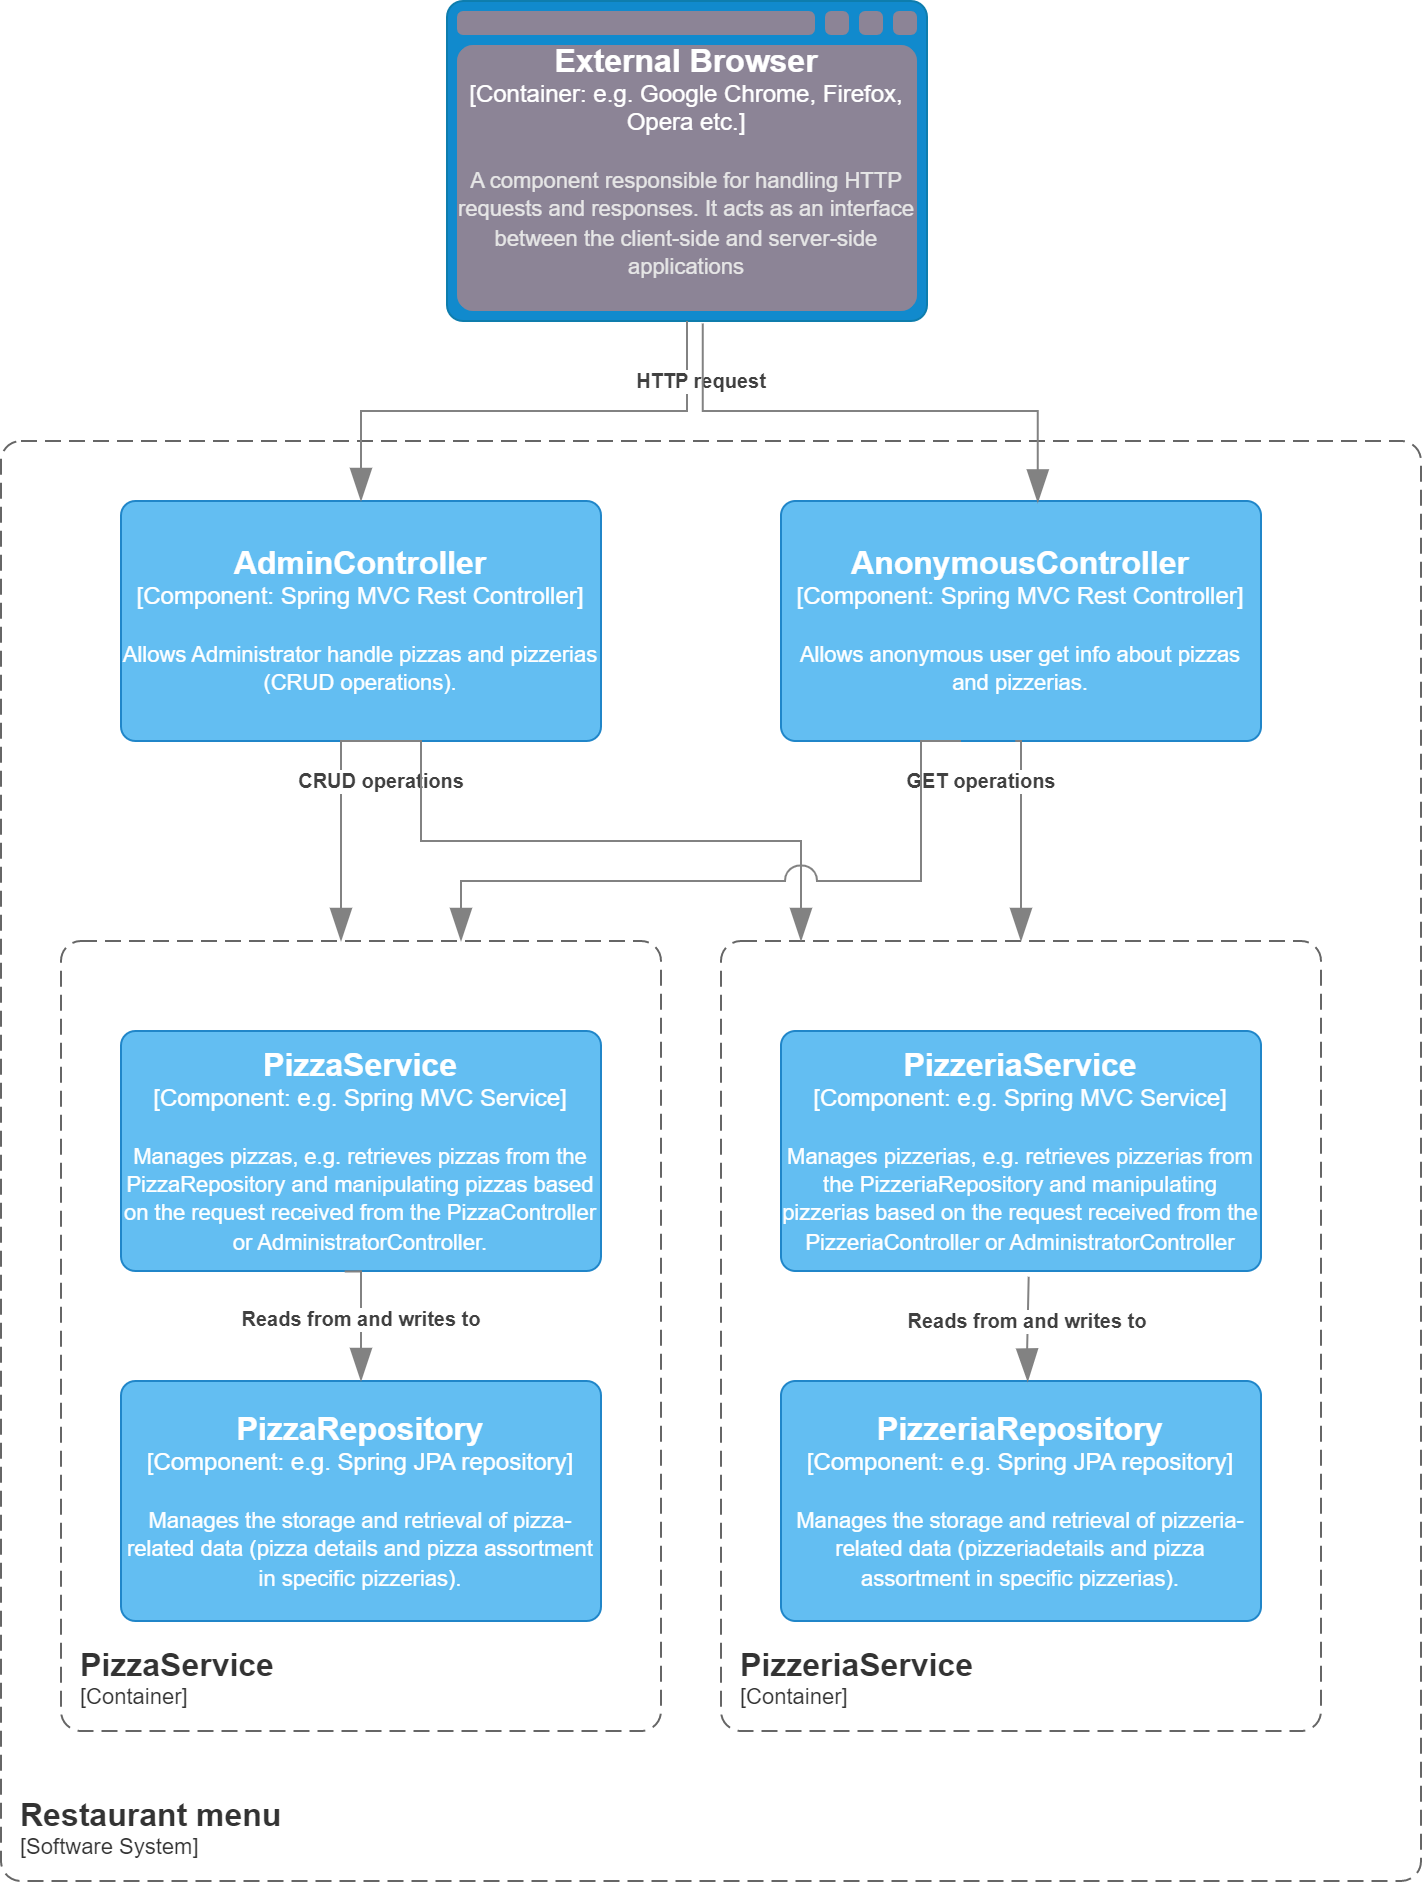 External Browser
[Container: e.g. Google Chrome, Firefox,
Opera etc.]
A component responsible for handling HTTP
requests and responses. It acts as an interface
between the client-side and server-side
applications
HTTP request
AdminController
[Component: Spring MVC Rest Controller]
Allows Administrator handle pizzas and pizzerias
(CRUD operations).
AnonymousController
[Component: Spring MVC Rest Controller]
Allows anonymous user get info about pizzas
and pizzerias.
CRUD operations
GET operations
PizzaService
[Component: e.g. Spring MVC Service]
Manages pizzas, e.g. retrieves pizzas from the
PizzaRepository and manipulating pizzas based
on the request received from the PizzaController
or AdministratorController.
PizzeriaService
[Component: e.g. Spring MVC Service]
Manages pizzerias, e.g. retrieves pizzerias from
the PizzeriaRepository and manipulating
pizzerias based on the request received from the
PizzeriaController or AdministratorController
Reads from and writes to
Reads from and writes to
PizzaRepository
[Component: e.g. Spring JPA repository]
Manages the storage and retrieval of pizza-
related data (pizza details and pizza assortment
in specific pizzerias).
PizzeriaRepository
[Component: e.g. Spring JPA repository]
Manages the storage and retrieval of pizzeria-
related data (pizzeriadetails and pizza
assortment in specific pizzerias).
PizzaService
[Container]
PizzeriaService
[Container]
Restaurant menu
[Software System]